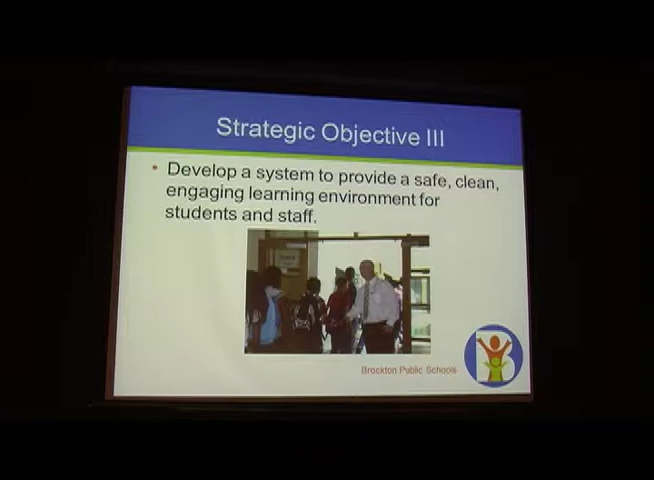 Strategic Objective III
• Develop a system to provide a safe, clean,
engaging learning environment for
students and staff.
Brockton Public Schools
B